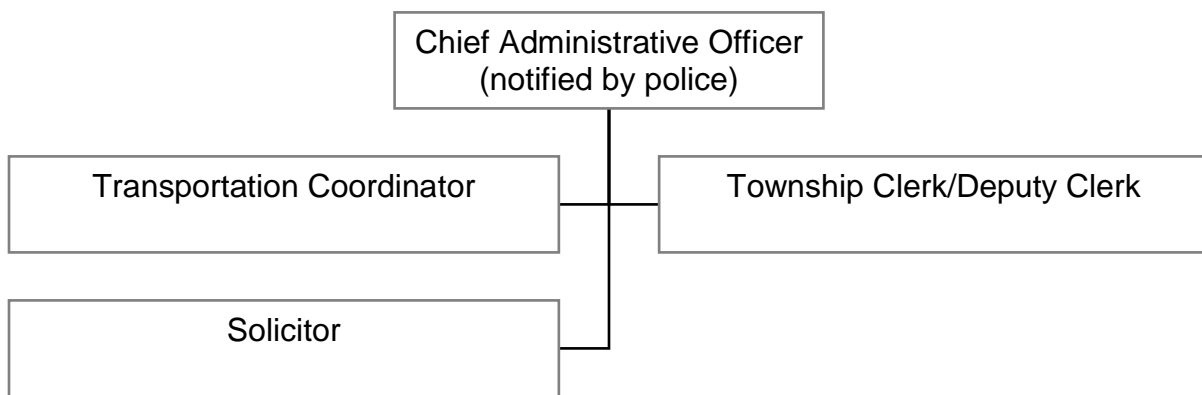 Chief Administrative Officer
(notified by police)
Transportation Coordinator
Township Clerk/Deputy Clerk
Solicitor